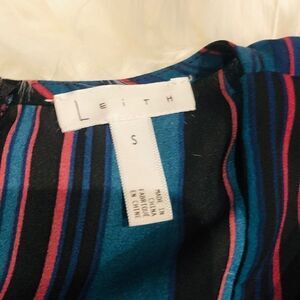 LEiTH
S
MADE IN
CHINA
FABRIQUÉ
EN CHINE